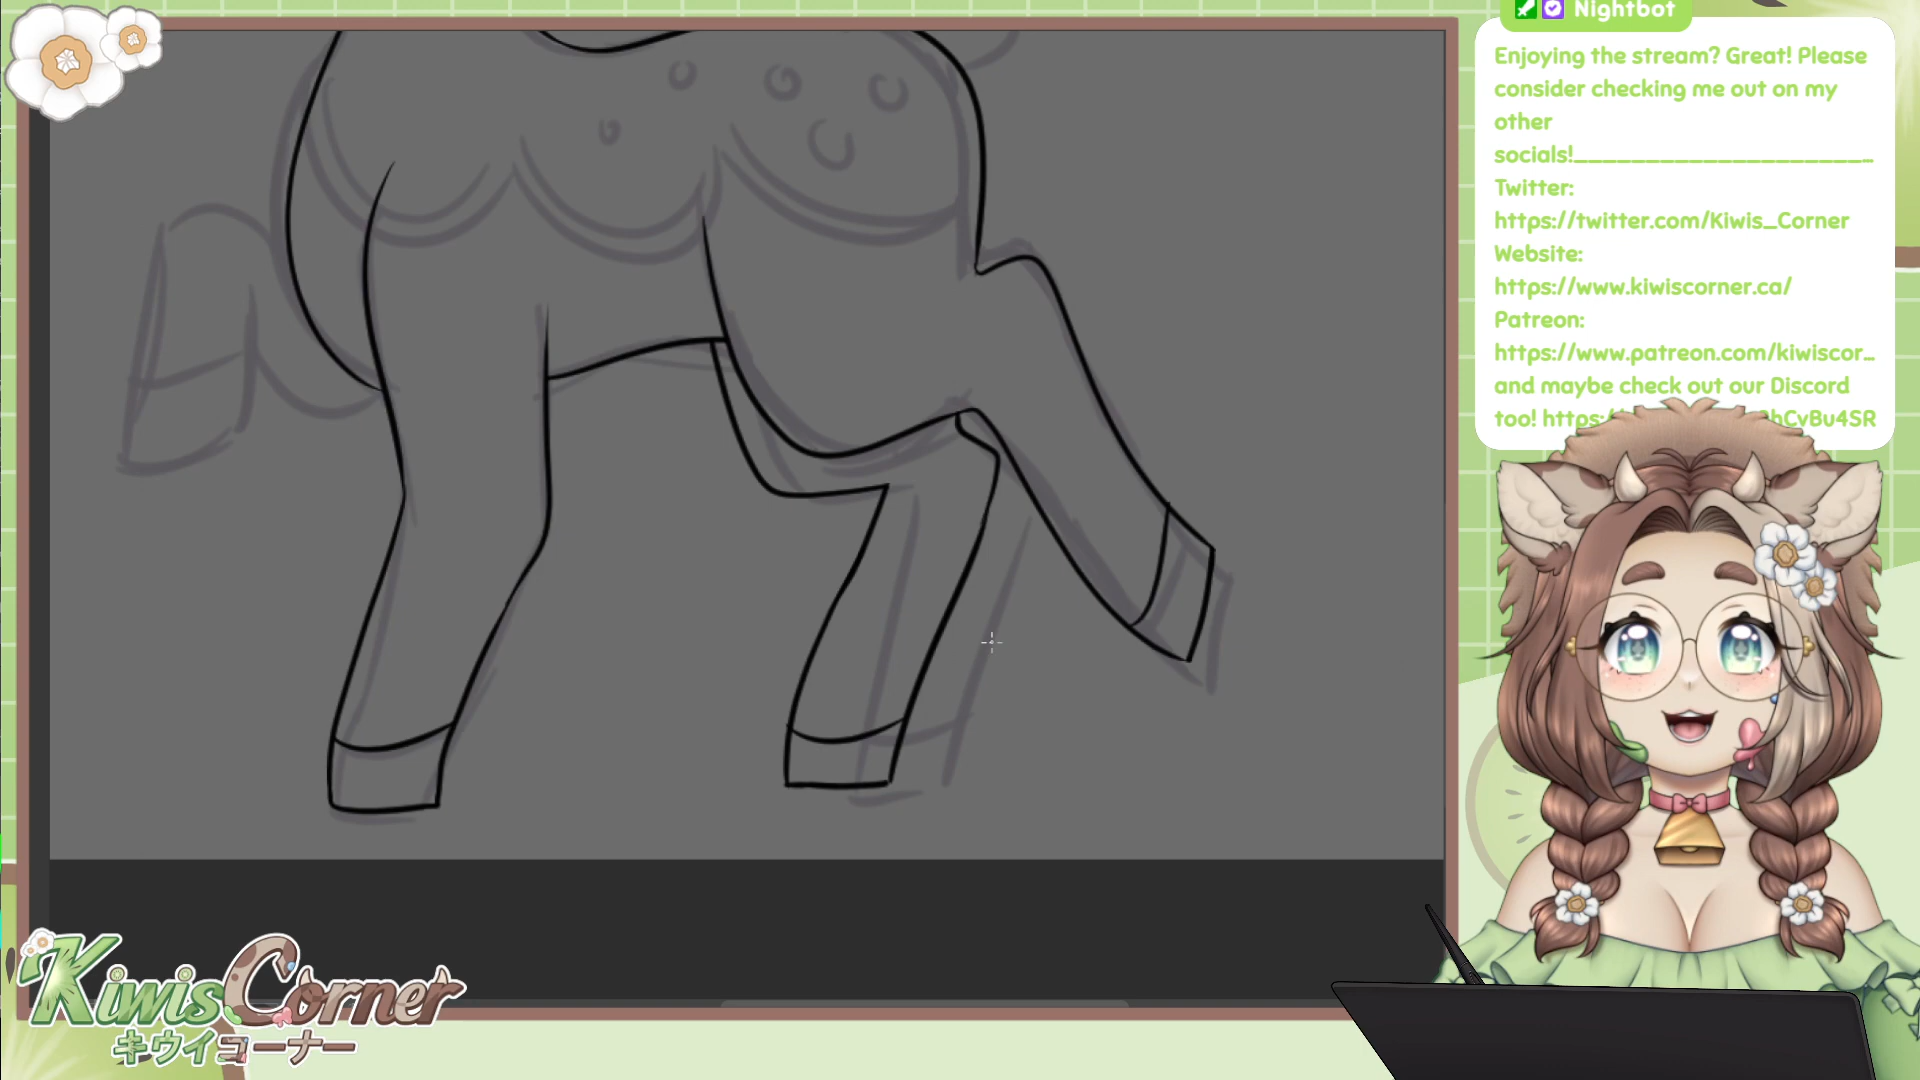 Nightbot
Enjoying the stream? Great! Please
consider checking me out on my
other
socials!____________________...
Twitter:
https://twitter.com/Kiwis_Corner
Website:
https://www.kiwiscorner.ca/
Patreon:
https://www.patreon.com/kiwiscor...
and maybe check out our Discord
too!
KiwisCorner
キウイコーナー